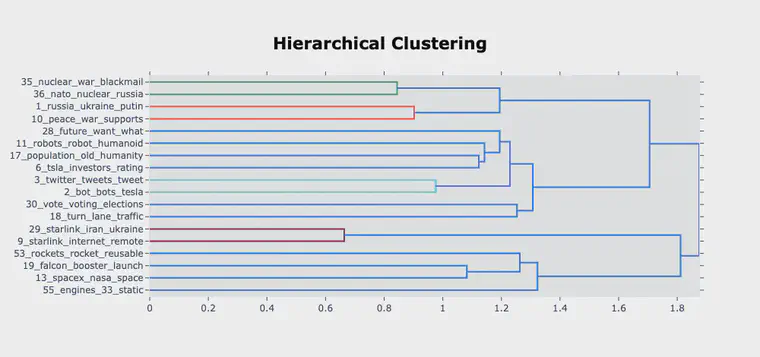 Hierarchical Clustering
35_nuclear_war_blackmail
36_nato_nuclear_russia
1_russia_ukraine_putin
10_peace_war_supports
28_future_want_what
11_robots_robot_humanoid
17_population_old_humanity
6_tsla_investors_rating
3_twitter_tweets_tweet
2_bot_bots_tesla
30_vote_voting_elections
18_turn_lane_traffic
29_starlink_iran_ukraine
9_starlink_internet_remote
53_rockets_rocket_reusable
19_falcon_booster_launch
13_spacex_nasa_space
55_engines_33_static
0 0.2 0.4 0.6 0.8 1 1.2 1.4 1.6 1.8